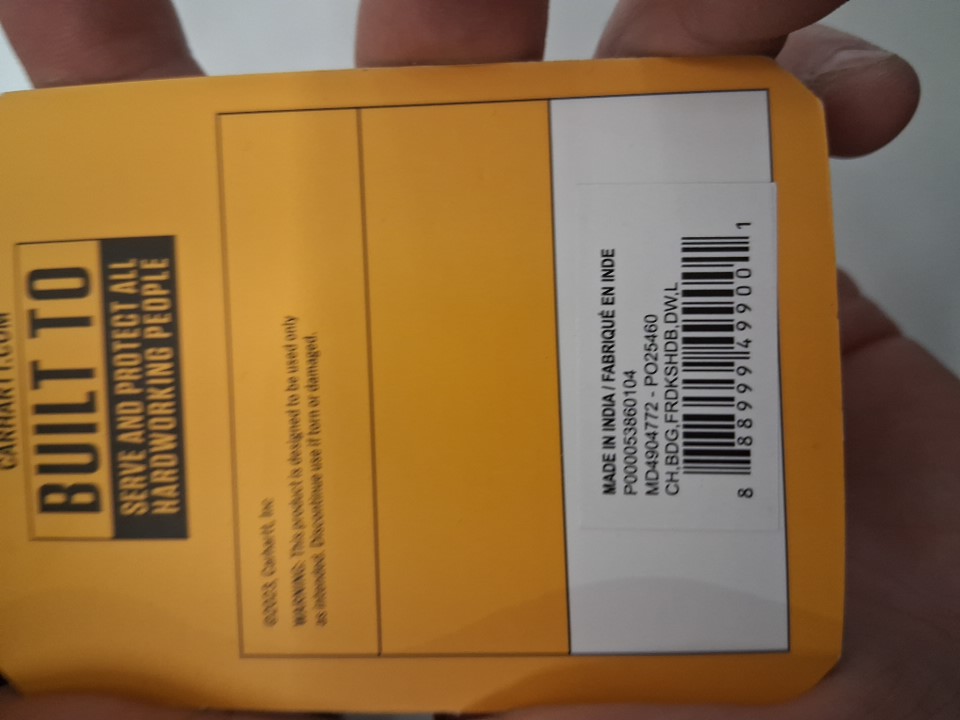 CARHARTT.COM
BUILT TO
SERVE AND PROTECT ALL
HARDWORKING PEOPLE
©2023, Carhartt, Inc
WARNING: This product is designed to be used only
as intended. Discontinue use if torn or damaged.
MADE IN INDIA / FABRIQUÉ EN INDE
P000053860104
MD4904772 - PO25460
CH,BDG,FRDKSHDB,DW,L
8 88999 49900 1